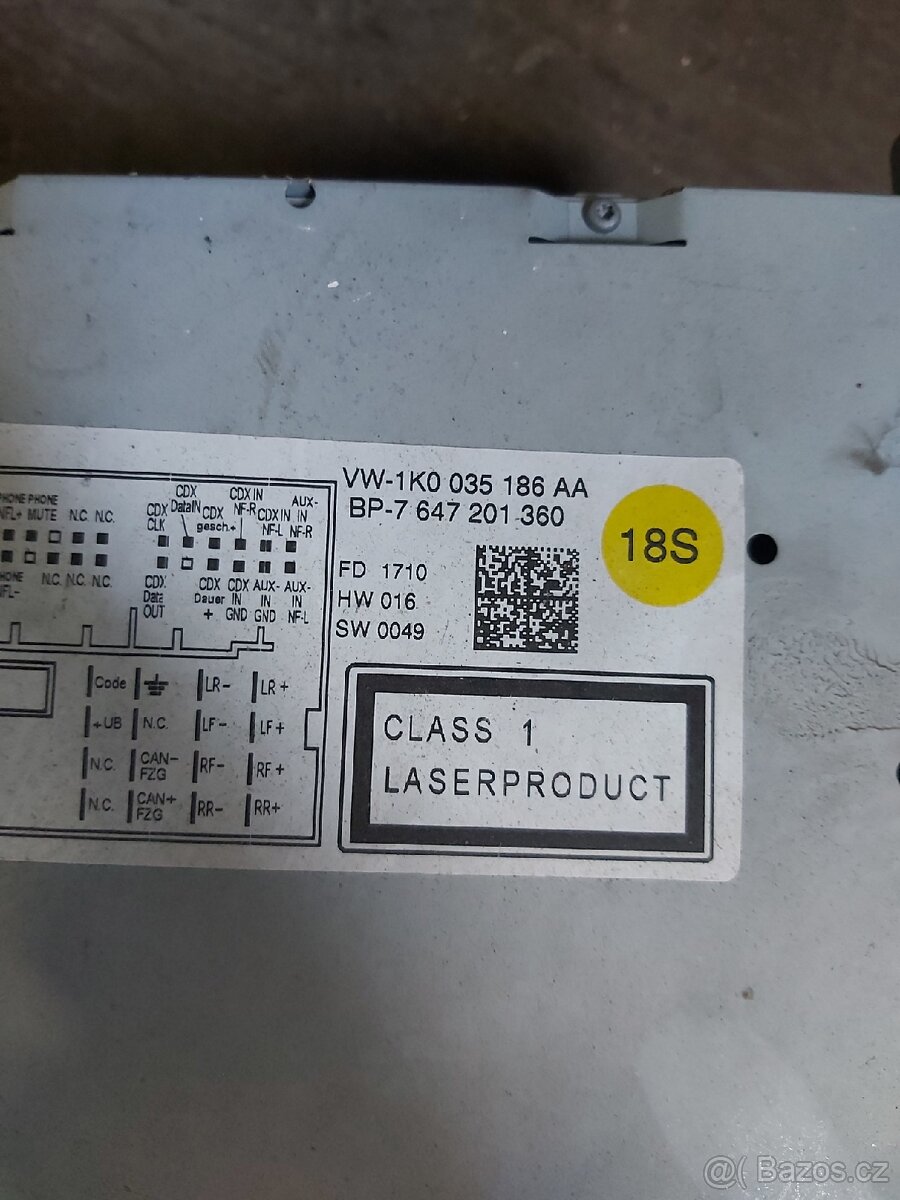 VW-1K0 035 186 AA
BP-7 647 201 360
18S
FD 1710
HW 016
SW 0049
CLASS 1
LASERPRODUCT
PHONE PHONE
NFL+ MUTE N.C. N.C.
CDX CLK
CDX DataIN
CDX gesch.+
CDX IN NF-R
CDX IN NF-L
AUX-IN NF-R
PHONE NFL- N.C. N.C. N.C.
CDX Data OUT
CDX Dauer +
CDX IN GND
AUX-IN GND
AUX-IN NF-L
Code LR- LR+
+UB N.C. LF- LF+
N.C. CAN-FZG RF- RF+
N.C. CAN+FZG RR- RR+
@( Bazos.cz